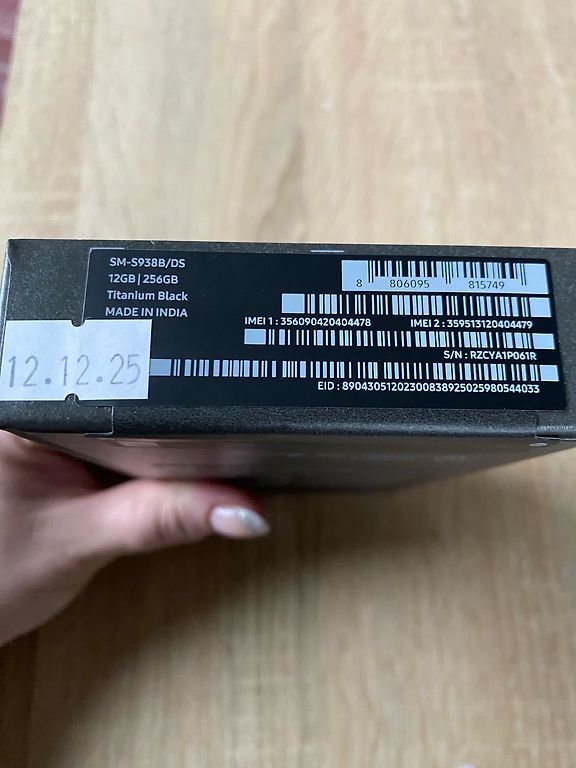 SM-S938B/DS
12GB | 256GB
Titanium Black
MADE IN INDIA
8 806095 815749
IMEI 1 : 356090420404478 IMEI 2 : 359513120404479
S/N : RZCYA1P061R
EID : 89043051202300838925025980544033
12.12.25